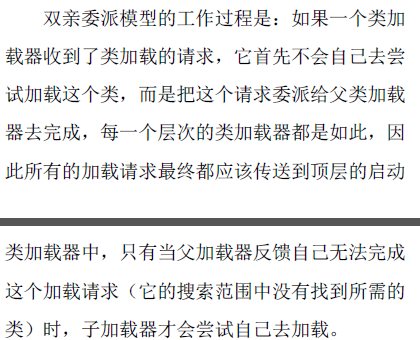 双亲委派模型的工作过程是：如果一个类加
载器收到了类加载的请求，它首先不会自己去尝
试加载这个类，而是把这个请求委派给父类加载
器去完成，每一个层次的类加载器都是如此，因
此所有的加载请求最终都应该传送到顶层的启动
类加载器中，只有当父加载器反馈自己无法完成
这个加载请求（它的搜索范围中没有找到所需的
类）时，子加载器才会尝试自己去加载。